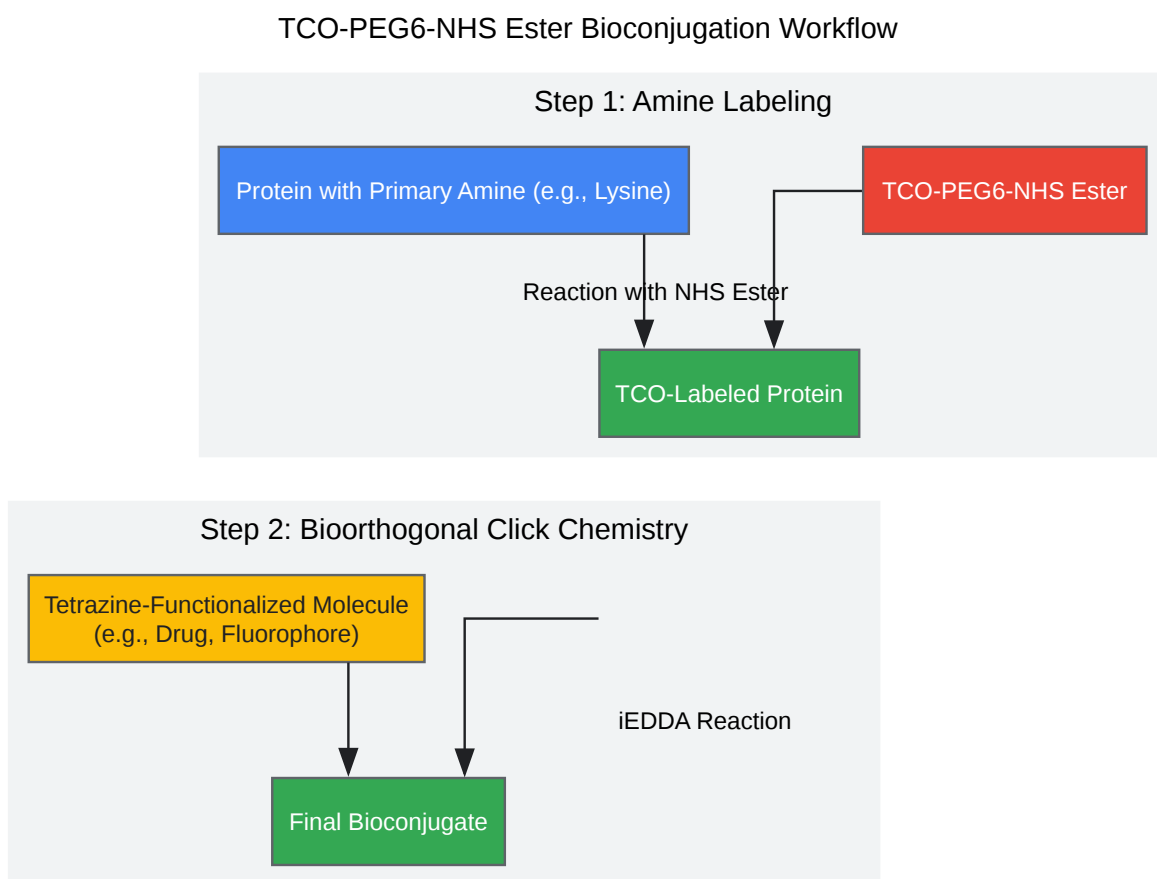 TCO-PEG6-NHS Ester Bioconjugation Workflow
Step 1: Amine Labeling
Protein with Primary Amine (e.g., Lysine)
TCO-PEG6-NHS Ester
Reaction with NHS Ester
TCO-Labeled Protein
Step 2: Bioorthogonal Click Chemistry
Tetrazine-Functionalized Molecule
(e.g., Drug, Fluorophore)
iEDDA Reaction
Final Bioconjugate